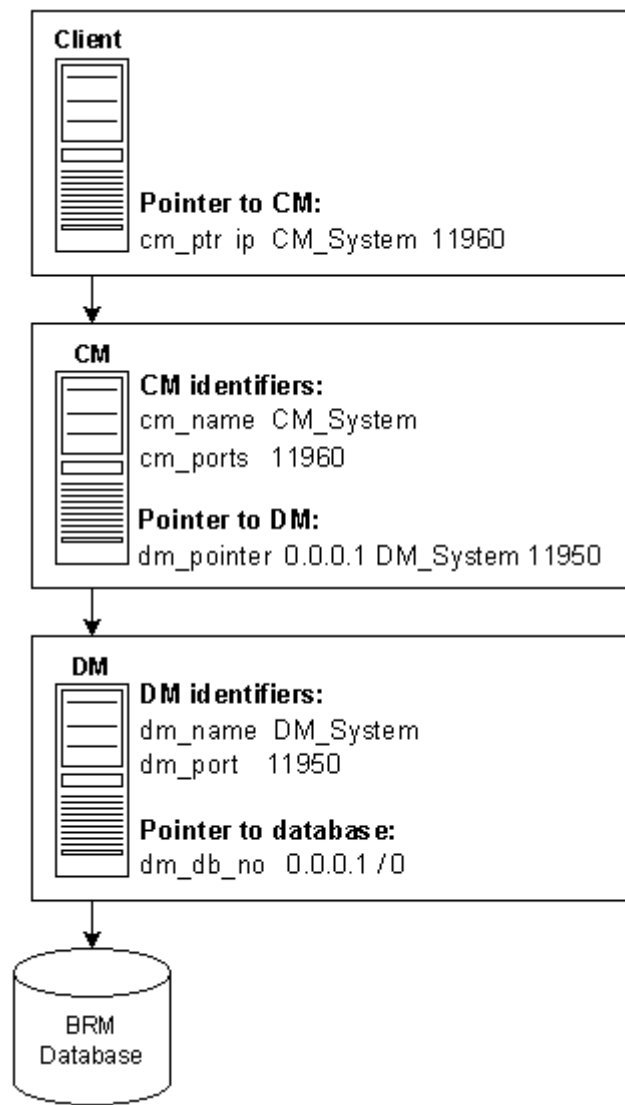 Client
Pointer to CM:
cm_ptr ip CM_System 11960
CM
CM identifiers:
cm_name CM_System
cm_ports 11960
Pointer to DM:
dm_pointer 0.0.0.1 DM_System 11950
DM
DM identifiers:
dm_name DM_System
dm_port 11950
Pointer to database:
dm_db_no 0.0.0.1 / 0
BRM
Database